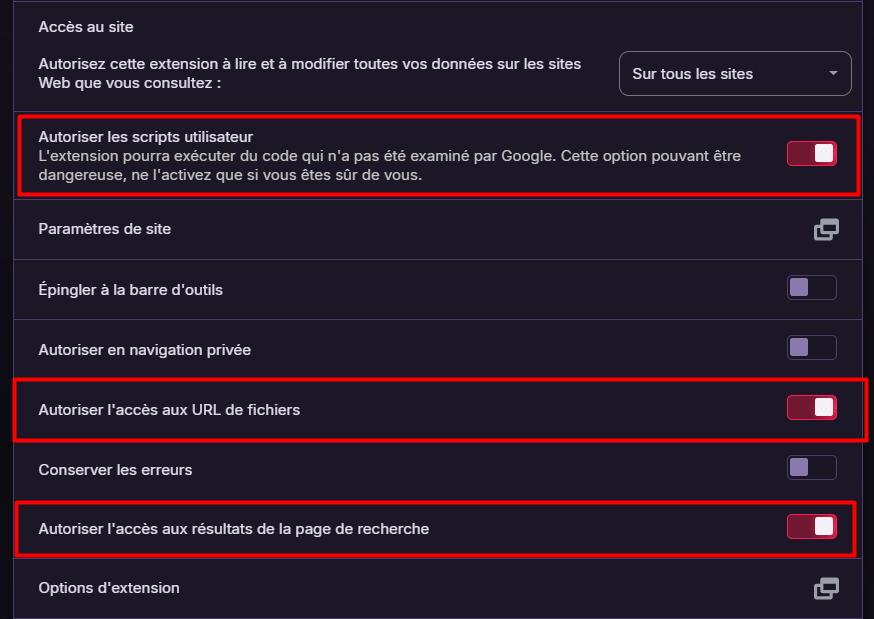 Accès au site
Autorisez cette extension à lire et à modifier toutes vos données sur les sites
Web que vous consultez :
Sur tous les sites
Autoriser les scripts utilisateur
L'extension pourra exécuter du code qui n'a pas été examiné par Google. Cette option pouvant être
dangereuse, ne l'activez que si vous êtes sûr de vous.
Paramètres de site
Épingler à la barre d'outils
Autoriser en navigation privée
Autoriser l'accès aux URL de fichiers
Conserver les erreurs
Autoriser l'accès aux résultats de la page de recherche
Options d'extension